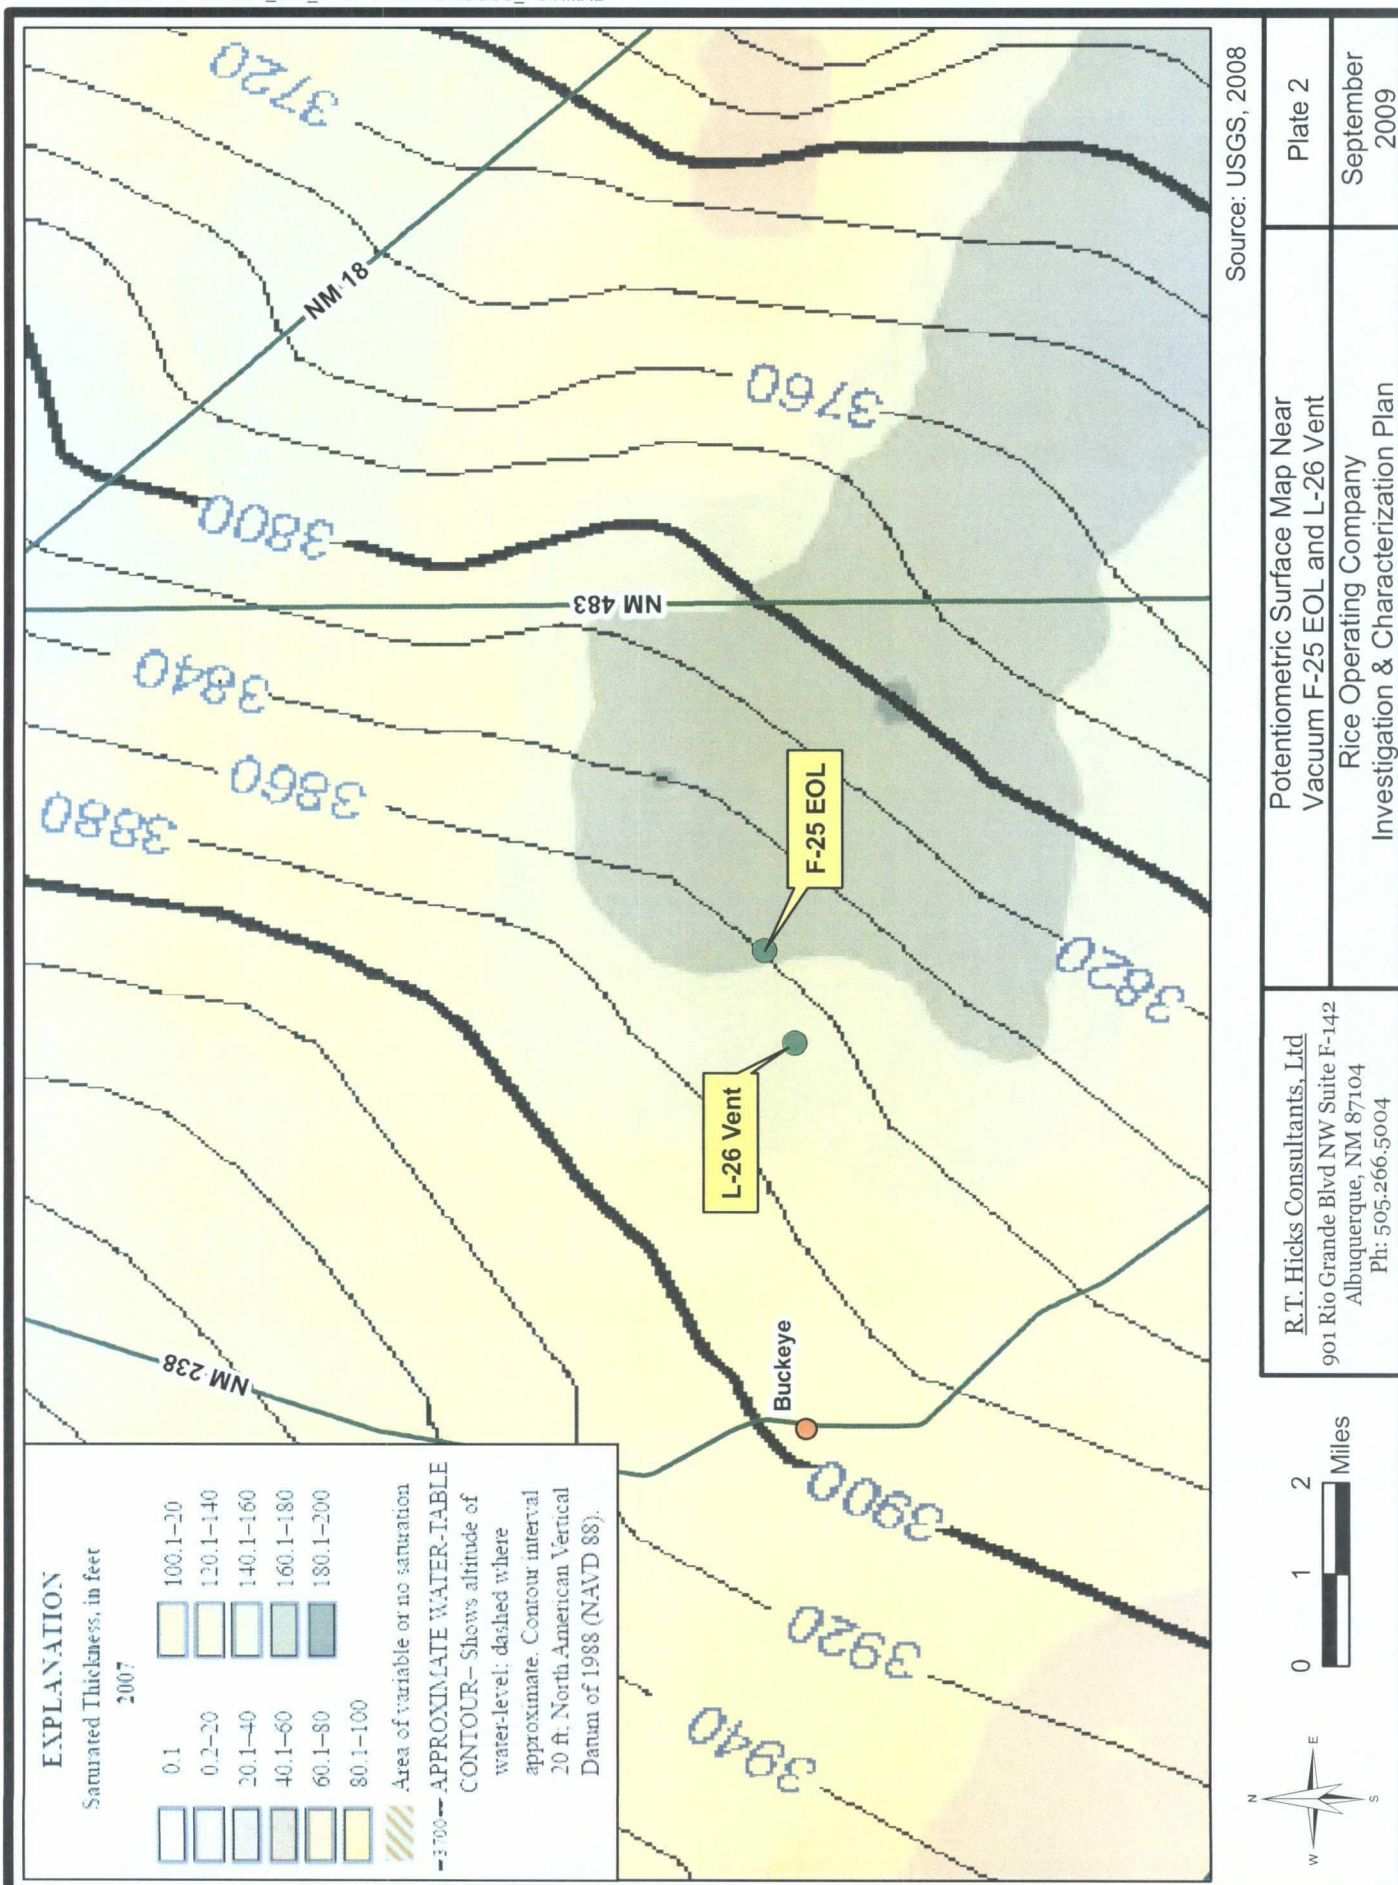 EXPLANATION
Saturated Thickness, in feet
2007
0.1
0.2–20
20.1–40
40.1–60
60.1–80
80.1–100
100.1–20
120.1–140
140.1–160
160.1–180
180.1–200
Area of variable or no saturation
–3700— APPROXIMATE WATER-TABLE
CONTOUR– Shows altitude of
water-level: dashed where
approximate. Contour interval
20 ft. North American Vertical
Datum of 1988 (NAVD 88).
NM 238
NM 483
NM 18
3880
3860
3840
3800
3720
3760
3820
3900
3920
3940
L-26 Vent
F-25 EOL
Buckeye
Source: USGS, 2008
N
W
E
S
0 1 2
Miles
R.T. Hicks Consultants, Ltd
901 Rio Grande Blvd NW Suite F-142
Albuquerque, NM 87104
Ph: 505.266.5004
Potentiometric Surface Map Near
Vacuum F-25 EOL and L-26 Vent
Rice Operating Company
Investigation & Characterization Plan
Plate 2
September
2009